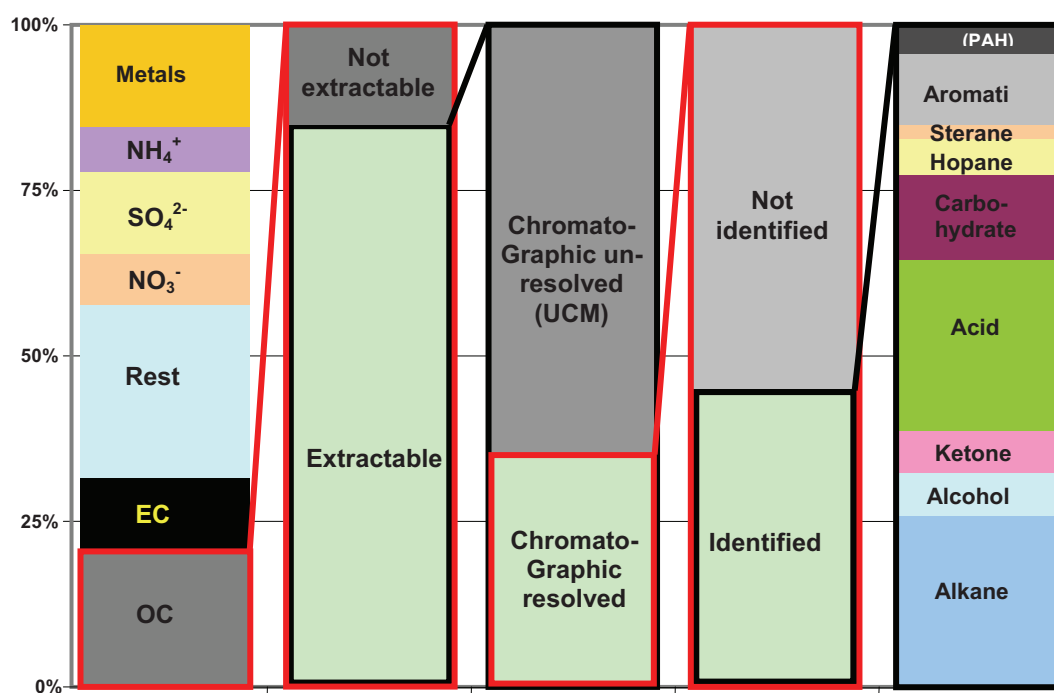 100%
75%
50%
25%
0%
Metals
NH₄⁺
SO₄²⁻
NO₃⁻
Rest
EC
OC
Not
extractable
Extractable
Chromato-
Graphic un-
resolved
(UCM)
Chromato-
Graphic
resolved
Not
identified
Identified
(PAH)
Aromati
Sterane
Hopane
Carbo-
hydrate
Acid
Ketone
Alcohol
Alkane